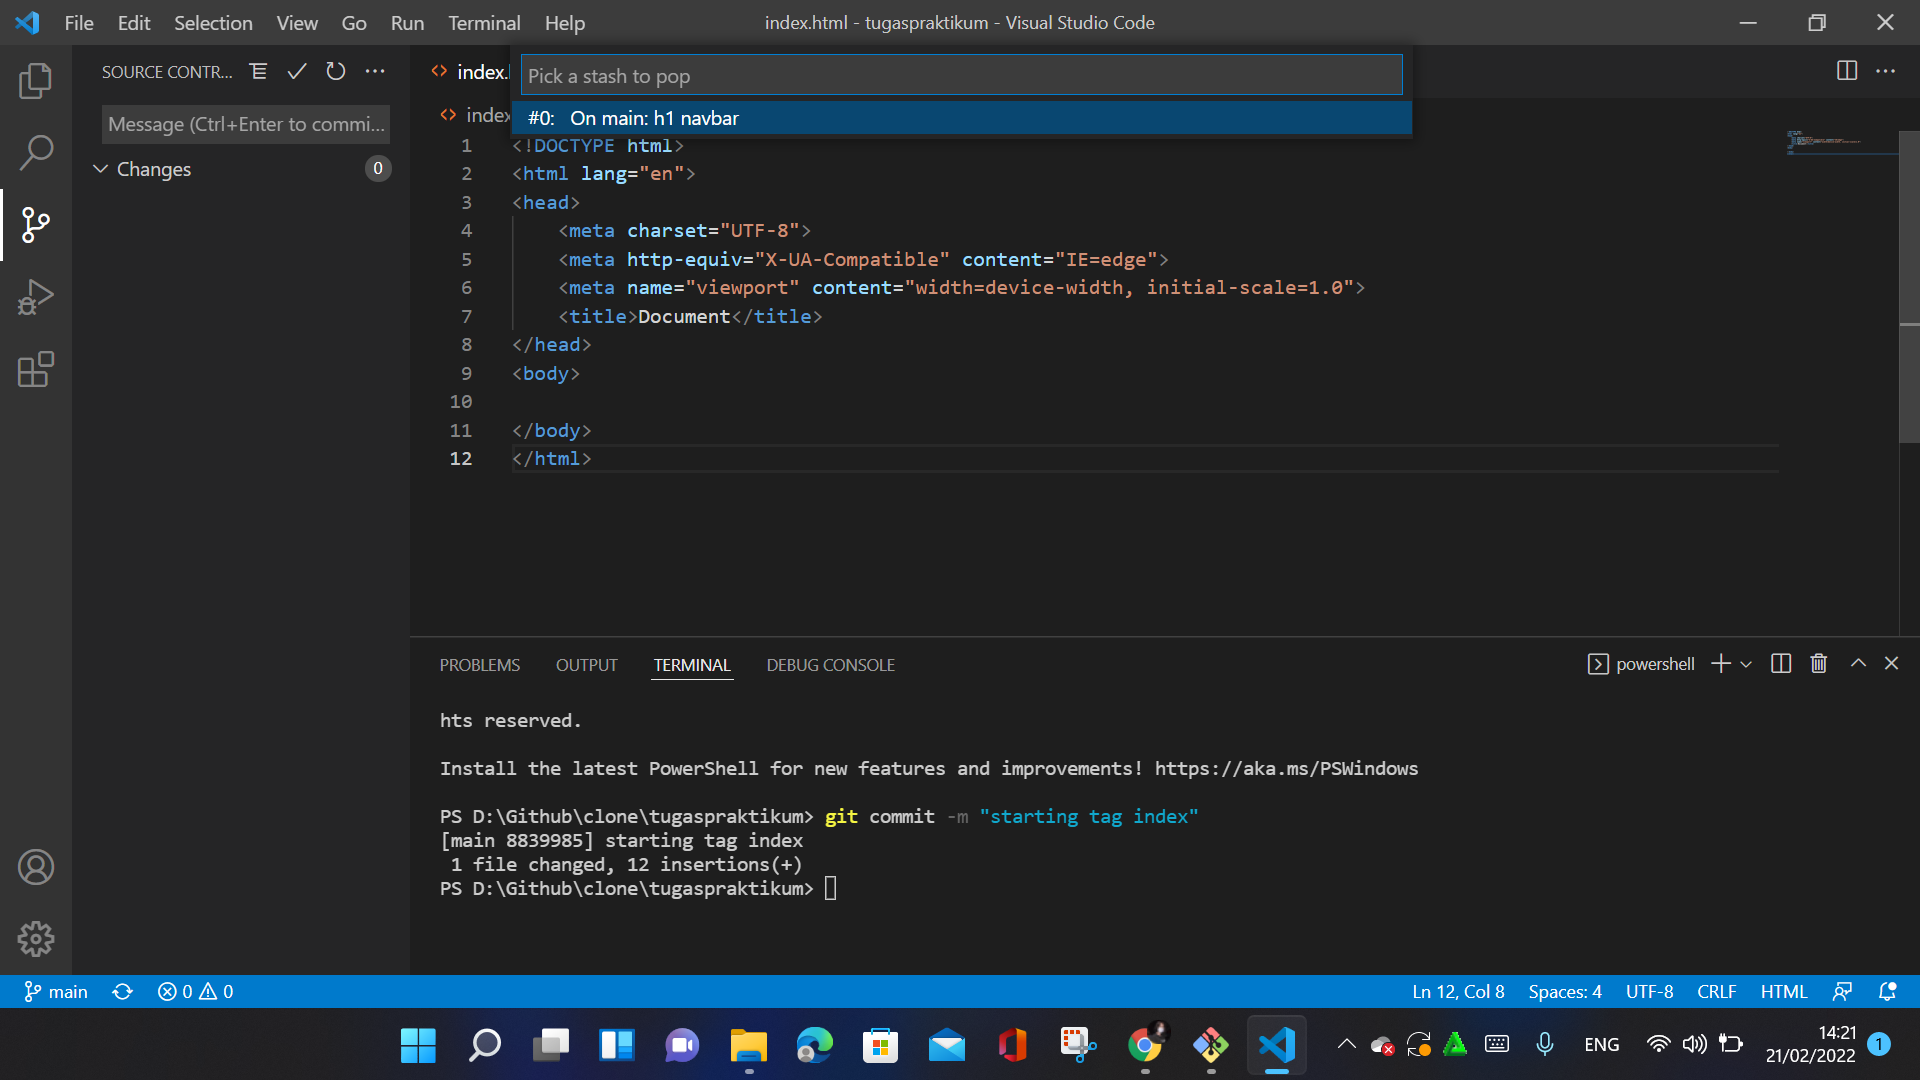 File Edit Selection View Go Run Terminal Help
index.html - tugaspraktikum - Visual Studio Code
SOURCE CONTR...
index.
Pick a stash to pop
Message (Ctrl+Enter to commi...
index
#0: On main: h1 navbar
Changes 0
1 <!DOCTYPE html>
2 <html lang="en">
3 <head>
4 <meta charset="UTF-8">
5 <meta http-equiv="X-UA-Compatible" content="IE=edge">
6 <meta name="viewport" content="width=device-width, initial-scale=1.0">
7 <title>Document</title>
8 </head>
9 <body>
10
11 </body>
12 </html>
PROBLEMS OUTPUT TERMINAL DEBUG CONSOLE
powershell
hts reserved.
Install the latest PowerShell for new features and improvements! https://aka.ms/PSWindows
PS D:\Github\clone\tugaspraktikum> git commit -m "starting tag index"
[main 8839985] starting tag index
1 file changed, 12 insertions(+)
PS D:\Github\clone\tugaspraktikum>
main 0 0
Ln 12, Col 8 Spaces: 4 UTF-8 CRLF HTML
ENG
14:21
21/02/2022
1